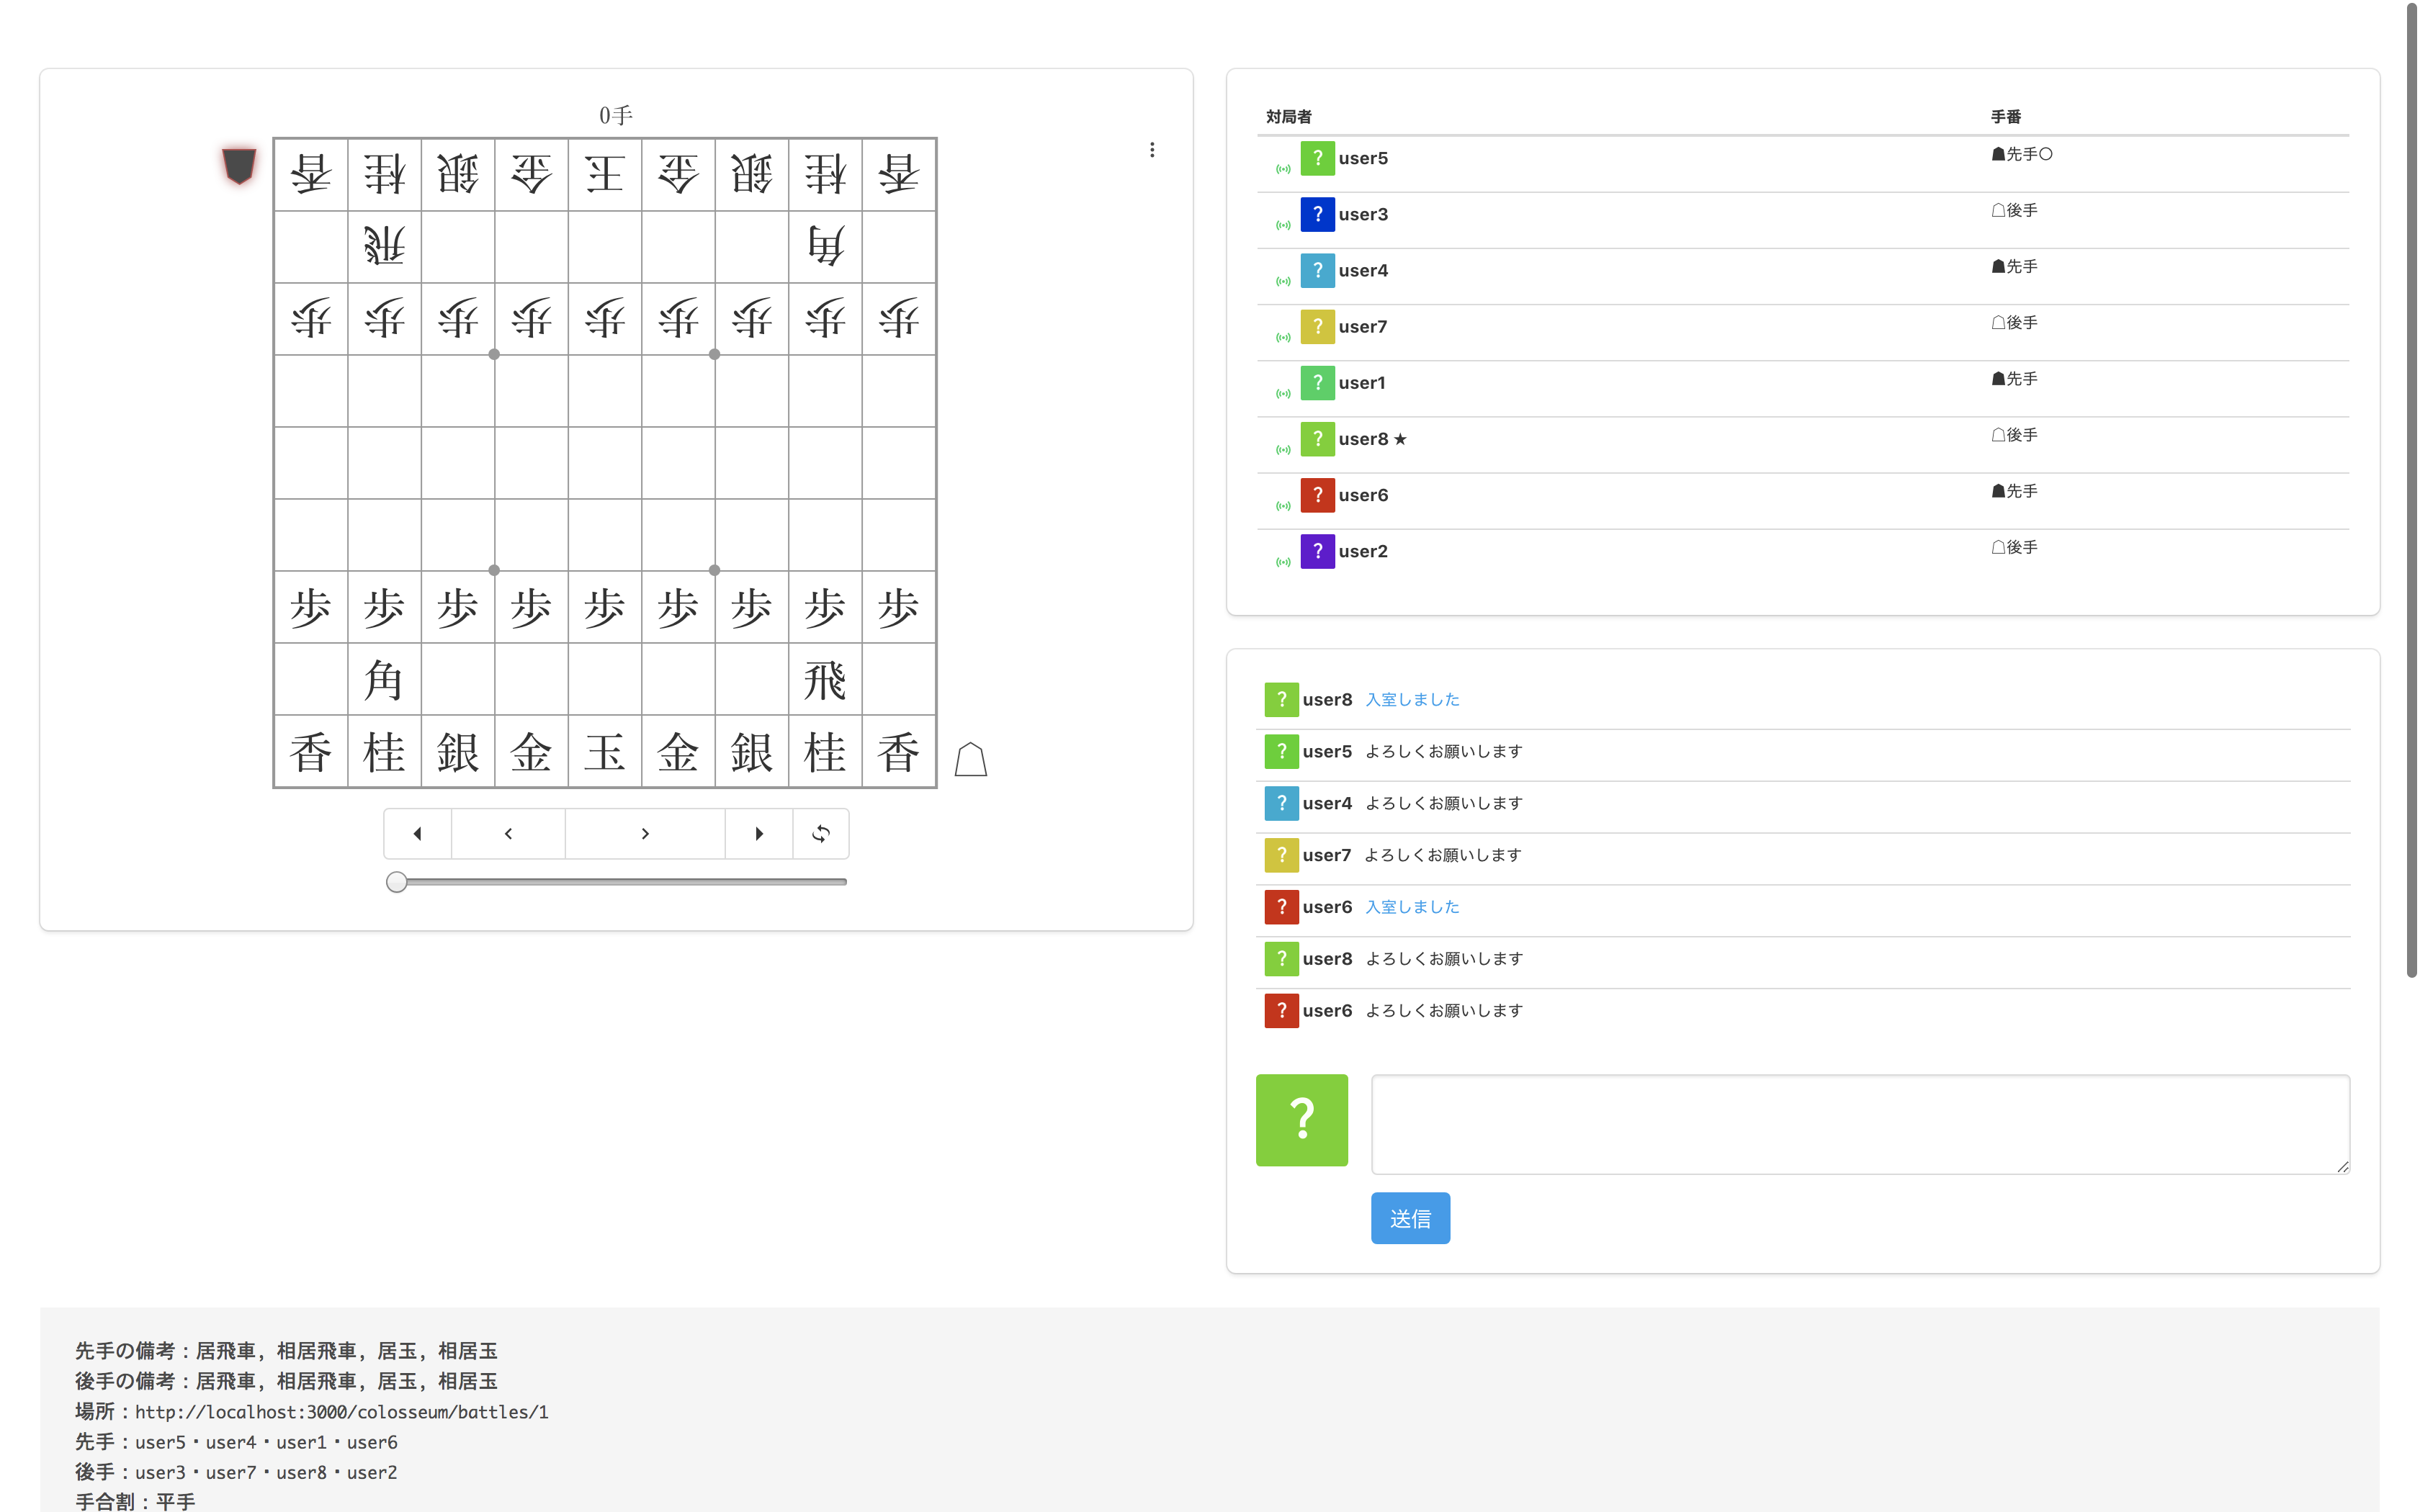 0手
香桂銀金王金銀桂香
飛角
歩歩歩歩歩歩歩歩歩
歩歩歩歩歩歩歩歩歩
角飛
香桂銀金玉金銀桂香
対局者 手番
? user5 ☗先手○
? user3 ☖後手
? user4 ☗先手
? user7 ☖後手
? user1 ☗先手
? user8 ★ ☖後手
? user6 ☗先手
? user2 ☖後手
? user8 入室しました
? user5 よろしくお願いします
? user4 よろしくお願いします
? user7 よろしくお願いします
? user6 入室しました
? user8 よろしくお願いします
? user6 よろしくお願いします
?
送信
先手の備考：居飛車, 相居飛車, 居玉, 相居玉
後手の備考：居飛車, 相居飛車, 居玉, 相居玉
場所：http://localhost:3000/colosseum/battles/1
先手：user5・user4・user1・user6
後手：user3・user7・user8・user2
手合割：平手